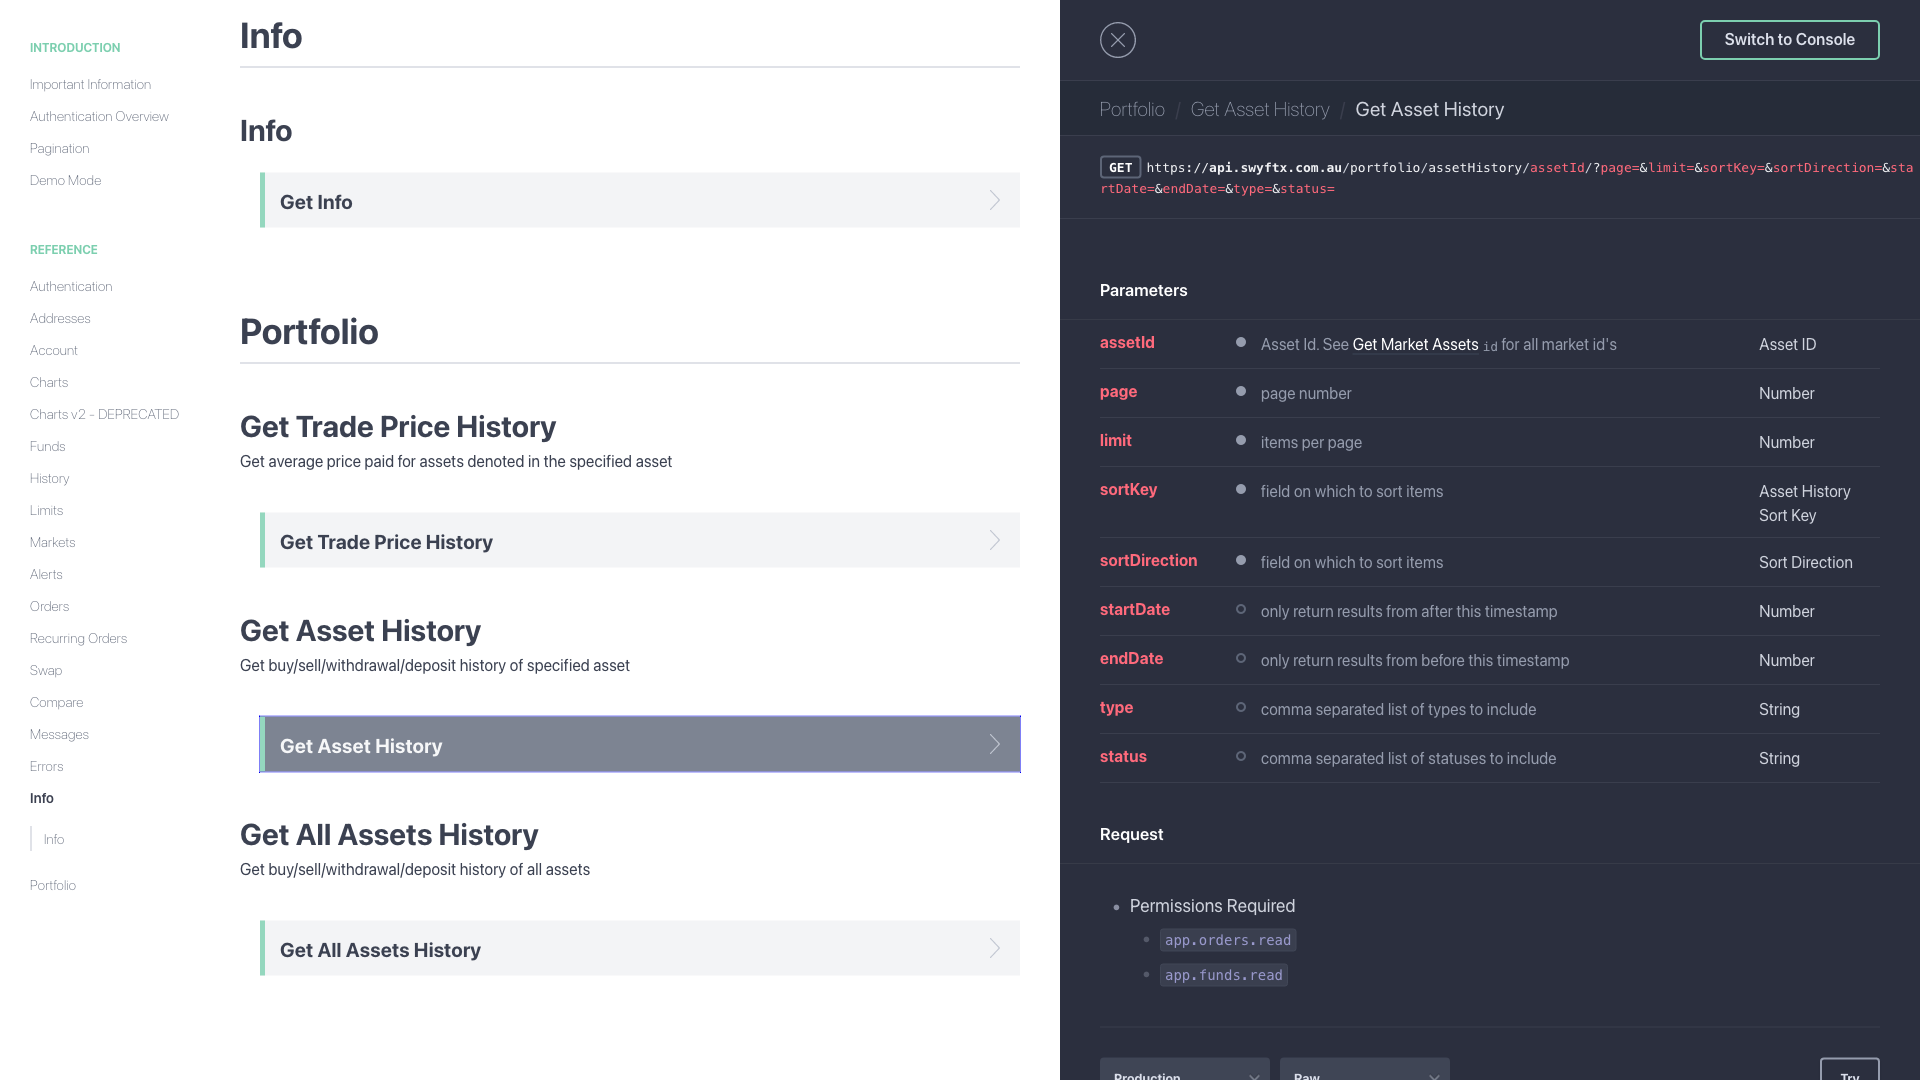 INTRODUCTION
Important Information
Authentication Overview
Pagination
Demo Mode
REFERENCE
Authentication
Addresses
Account
Charts
Charts v2 - DEPRECATED
Funds
History
Limits
Markets
Alerts
Orders
Recurring Orders
Swap
Compare
Messages
Errors
Info
Info
Portfolio
Info
Info
Get Info
Portfolio
Get Trade Price History
Get average price paid for assets denoted in the specified asset
Get Trade Price History
Get Asset History
Get buy/sell/withdrawal/deposit history of specified asset
Get Asset History
Get All Assets History
Get buy/sell/withdrawal/deposit history of all assets
Get All Assets History
Switch to Console
Portfolio / Get Asset History / Get Asset History
GET https://api.swyftx.com.au/portfolio/assetHistory/assetId/?page=&limit=&sortKey=&sortDirection=&sta
rtDate=&endDate=&type=&status=
Parameters
assetId Asset Id. See Get Market Assets id for all market id's Asset ID
page page number Number
limit items per page Number
sortKey field on which to sort items Asset History
Sort Key
sortDirection field on which to sort items Sort Direction
startDate only return results from after this timestamp Number
endDate only return results from before this timestamp Number
type comma separated list of types to include String
status comma separated list of statuses to include String
Request
Permissions Required
app.orders.read
app.funds.read
Production Raw Try